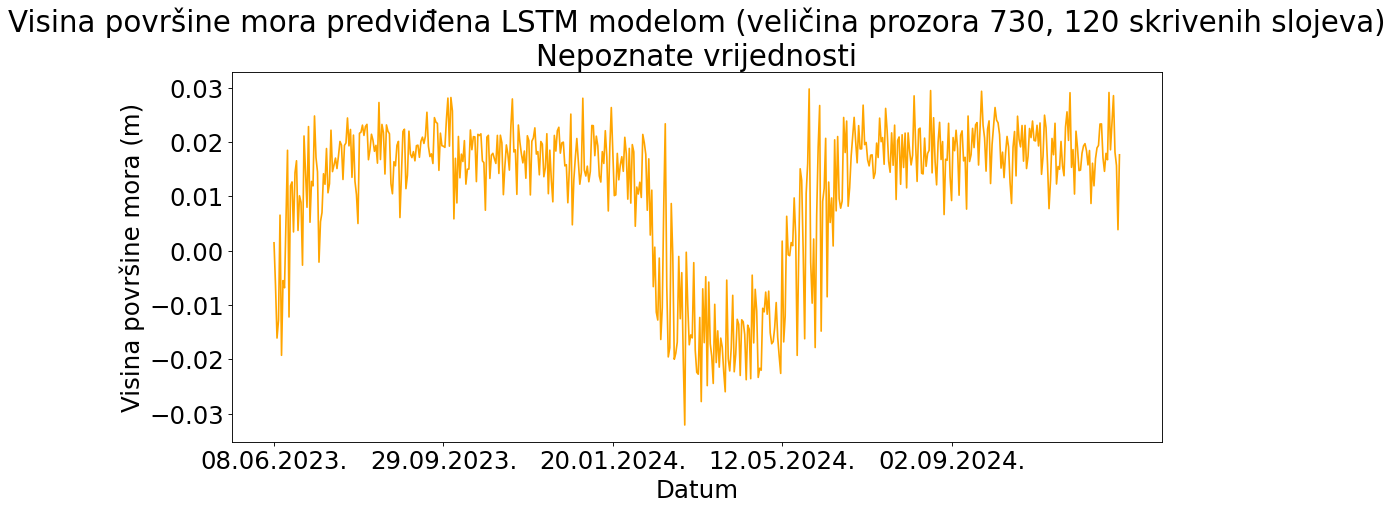 Visina površine mora predviđena LSTM modelom (veličina prozora 730, 120 skrivenih slojeva)
Nepoznate vrijednosti
Visina površine mora (m)
0.03
0.02
0.01
0.00
−0.01
−0.02
−0.03
08.06.2023. 29.09.2023. 20.01.2024. 12.05.2024. 02.09.2024.
Datum